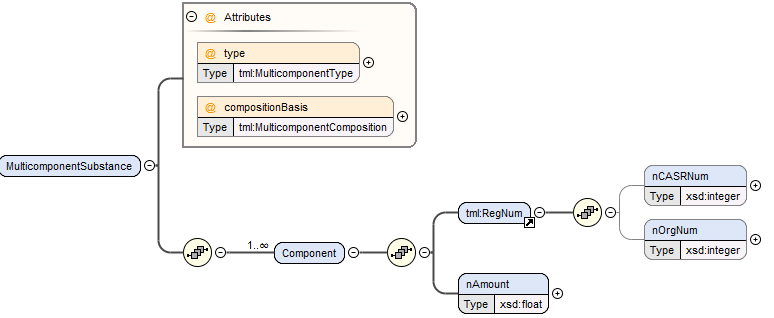 @ Attributes
@ type
Type tml:MulticomponentType
@ compositionBasis
Type tml:MulticomponentComposition
MulticomponentSubstance
1..∞
Component
tml:RegNum
nCASRNum
Type xsd:integer
nOrgNum
Type xsd:integer
nAmount
Type xsd:float